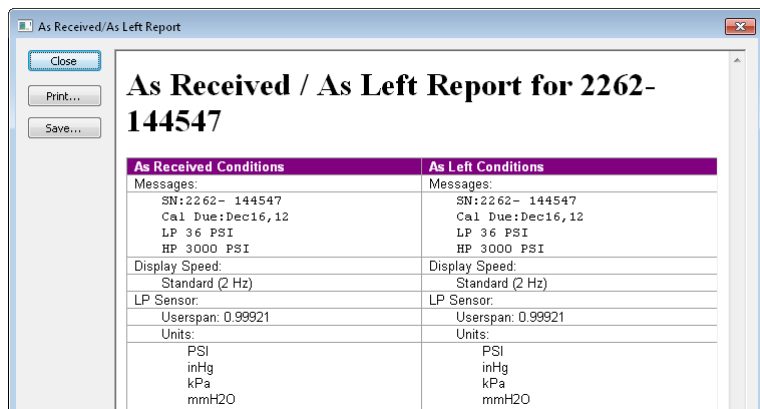 As Received/As Left Report
Close
Print...
Save...
As Received / As Left Report for 2262-
144547
As Received Conditions As Left Conditions
Messages: Messages:
SN:2262- 144547 SN:2262- 144547
Cal Due:Dec16,12 Cal Due:Dec16,12
LP 36 PSI LP 36 PSI
HP 3000 PSI HP 3000 PSI
Display Speed: Display Speed:
Standard (2 Hz) Standard (2 Hz)
LP Sensor: LP Sensor:
Userspan: 0.99921 Userspan: 0.99921
Units: Units:
PSI PSI
inHg inHg
kPa kPa
mmH2O mmH2O